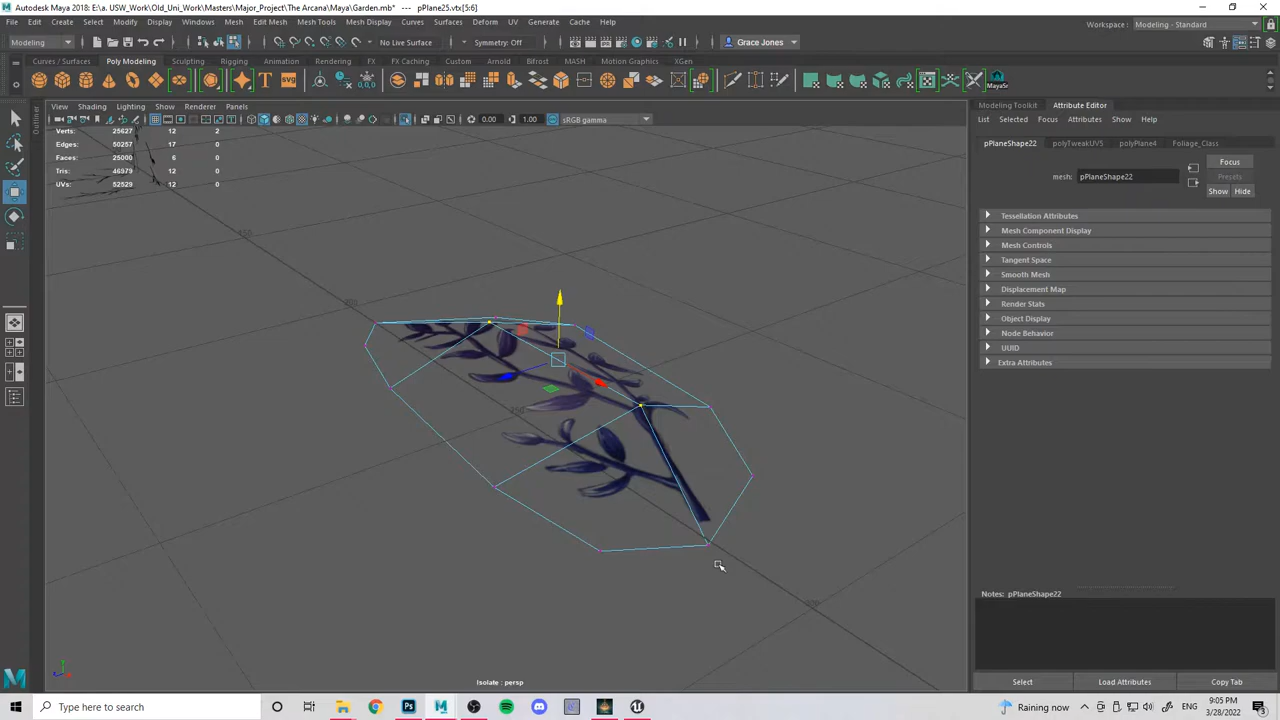 Autodesk Maya 2018: E:\a. USW_Work\Old_Uni_Work\Masters\Major_Project\The Arcana\Maya\Garden.mb* --- pPlane25.vtx[5:6]
File Edit Create Select Modify Display Windows Mesh Edit Mesh Mesh Tools Mesh Display Curves Surfaces Deform UV Generate Cache Help
Workspace : Modeling - Standard
Modeling No Live Surface Symmetry: Off Grace Jones
Curves / Surfaces Poly Modeling Sculpting Rigging Animation Rendering FX FX Caching Custom Arnold Bifrost MASH Motion Graphics
SVG
View Shading Lighting Show Renderer Panels
Modeling Toolkit Attribute Editor
0.00 1.00 sRGB gamma
List Selected Focus Attributes Show Help
Verts: 25627 12 2
Edges: 50257 17 0
Faces: 25000 6 0
Tris: 46979 12 0
UVs: 52529 12 0
pPlaneShape22 polyTweakUV5 polyPlane4 Foliage_Class
Focus
mesh: pPlaneShape22 Presets
Show Hide
Tessellation Attributes
Mesh Component Display
Mesh Controls
Tangent Space
Smooth Mesh
Displacement Map
Render Stats
Object Display
Node Behavior
UUID
Extra Attributes
Outliner
Notes: pPlaneShape22
Isolate : persp
Select Load Attributes Copy Tab
Type here to search
Raining now
9:05 PM
3/28/2022